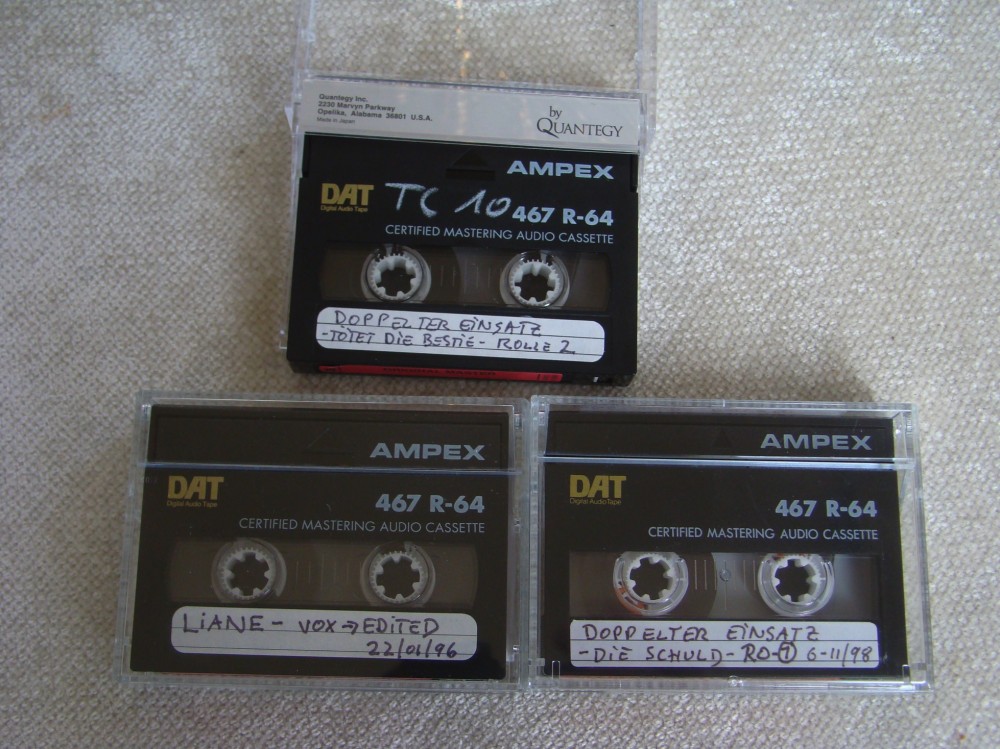 Quantegy Inc.
2230 Marvyn Parkway
Opelika, Alabama 36801 U.S.A.
Made in Japan
by
QUANTEGY
AMPEX
DAT
Digital Audio Tape
TC 10
467 R-64
CERTIFIED MASTERING AUDIO CASSETTE
DOPPELTER EINSATZ
-TÖTET DIE BESTIE- ROLLE 2
AMPEX
DAT
Digital Audio Tape
467 R-64
CERTIFIED MASTERING AUDIO CASSETTE
LiANE - VOX → EDITED
22/01/96
AMPEX
DAT
Digital Audio Tape
467 R-64
CERTIFIED MASTERING AUDIO CASSETTE
DOPPELTER EINSATZ
-DIE SCHULD- RO-① 6-11/98